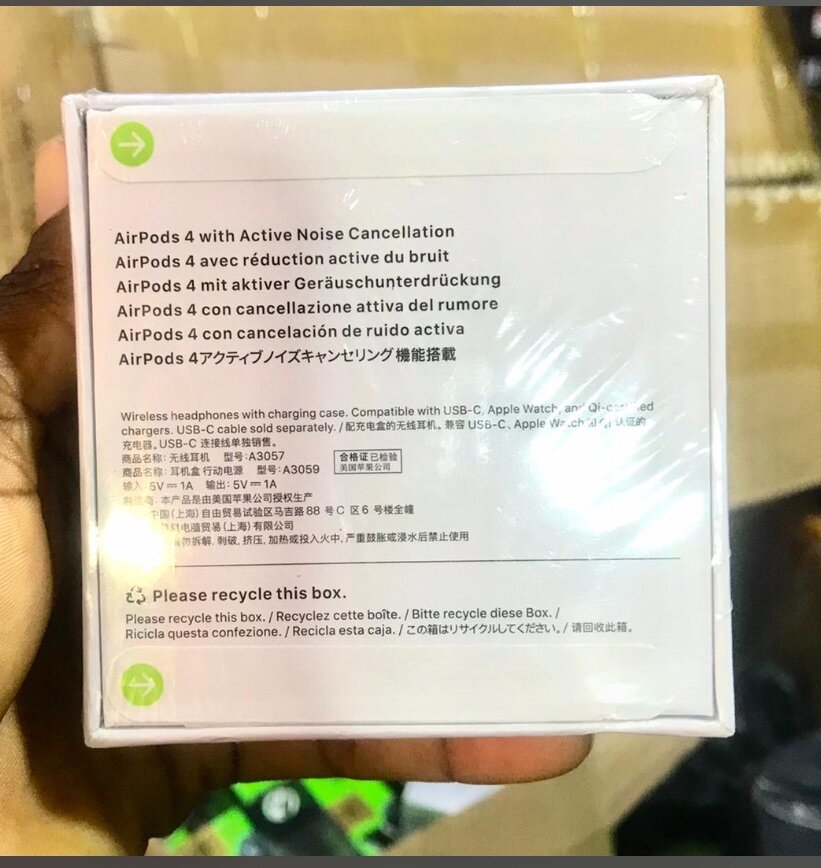 AirPods 4 with Active Noise Cancellation
AirPods 4 avec réduction active du bruit
AirPods 4 mit aktiver Geräuschunterdrückung
AirPods 4 con cancellazione attiva del rumore
AirPods 4 con cancelación de ruido activa
AirPods 4アクティブノイズキャンセリング機能搭載
Wireless headphones with charging case. Compatible with USB-C, Apple Watch, and
chargers. USB-C cable sold separately. / 配充电盒的无线耳机。兼容 USB-C、Apple Watch 认证的
充电器。USB-C 连接线单独销售。
商品名称: 无线耳机 型号: A3057
商品名称: 耳机盒 行动电源 型号: A3059
合格证 已检验
美国苹果公司
输入: 5V⎓1A 输出: 5V⎓1A
本产品是由美国苹果公司授权生产
中国(上海)自由贸易试验区马吉路 88 号 C 区 6 号楼全幢
电脑贸易(上海)有限公司
勿拆解, 刺破, 挤压, 加热或投入火中, 严重鼓胀或浸水后禁止使用
Please recycle this box.
Please recycle this box. / Recyclez cette boîte. / Bitte recycle diese Box. /
Ricicla questa confezione. / Recicla esta caja. / この箱はリサイクルしてください。/ 请回收此箱。